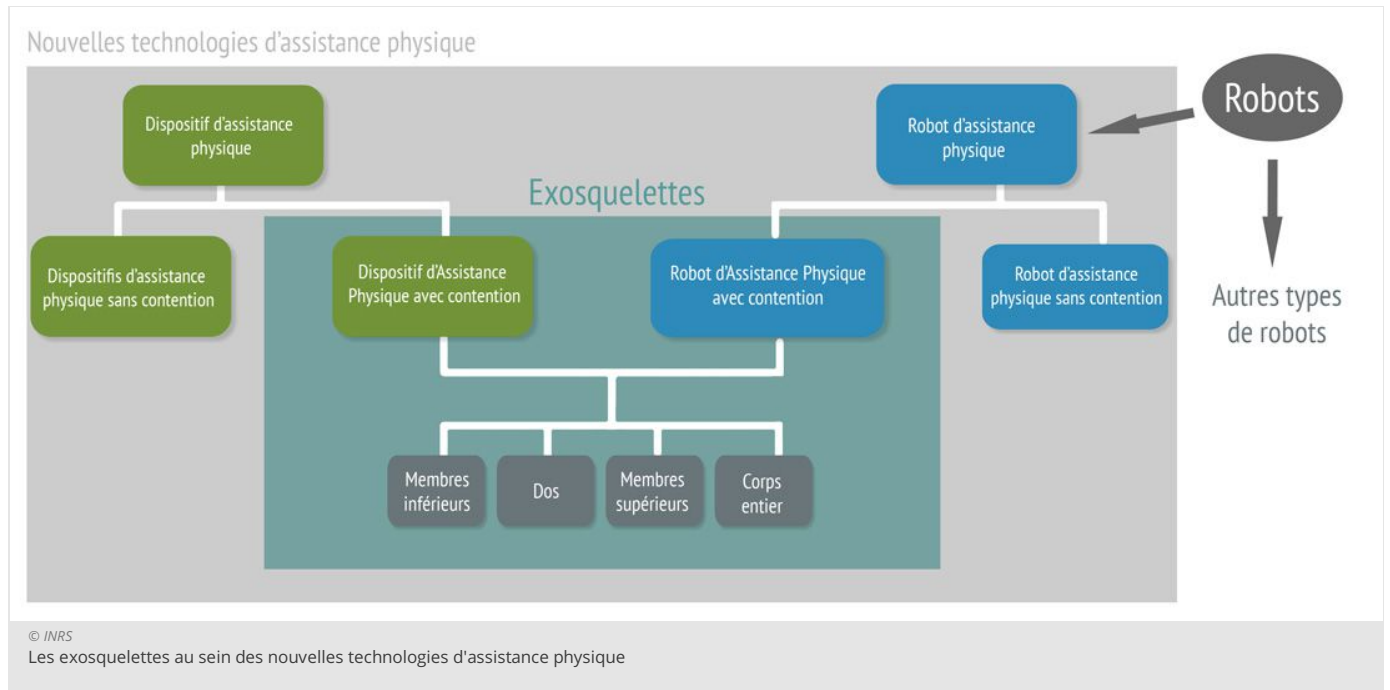 Nouvelles technologies d'assistance physique
Robots
Dispositif d'assistance
physique
Robot d'assistance
physique
Exosquelettes
Dispositifis d'assistance
physique sans contention
Dispositif d'Assistance
Physique avec contention
Robot d'Assistance Physique
avec contention
Robot d'assistance
physique sans contention
Autres types
de robots
Membres
inférieurs
Dos
Membres
supérieurs
Corps
entier
© INRS
Les exosquelettes au sein des nouvelles technologies d'assistance physique